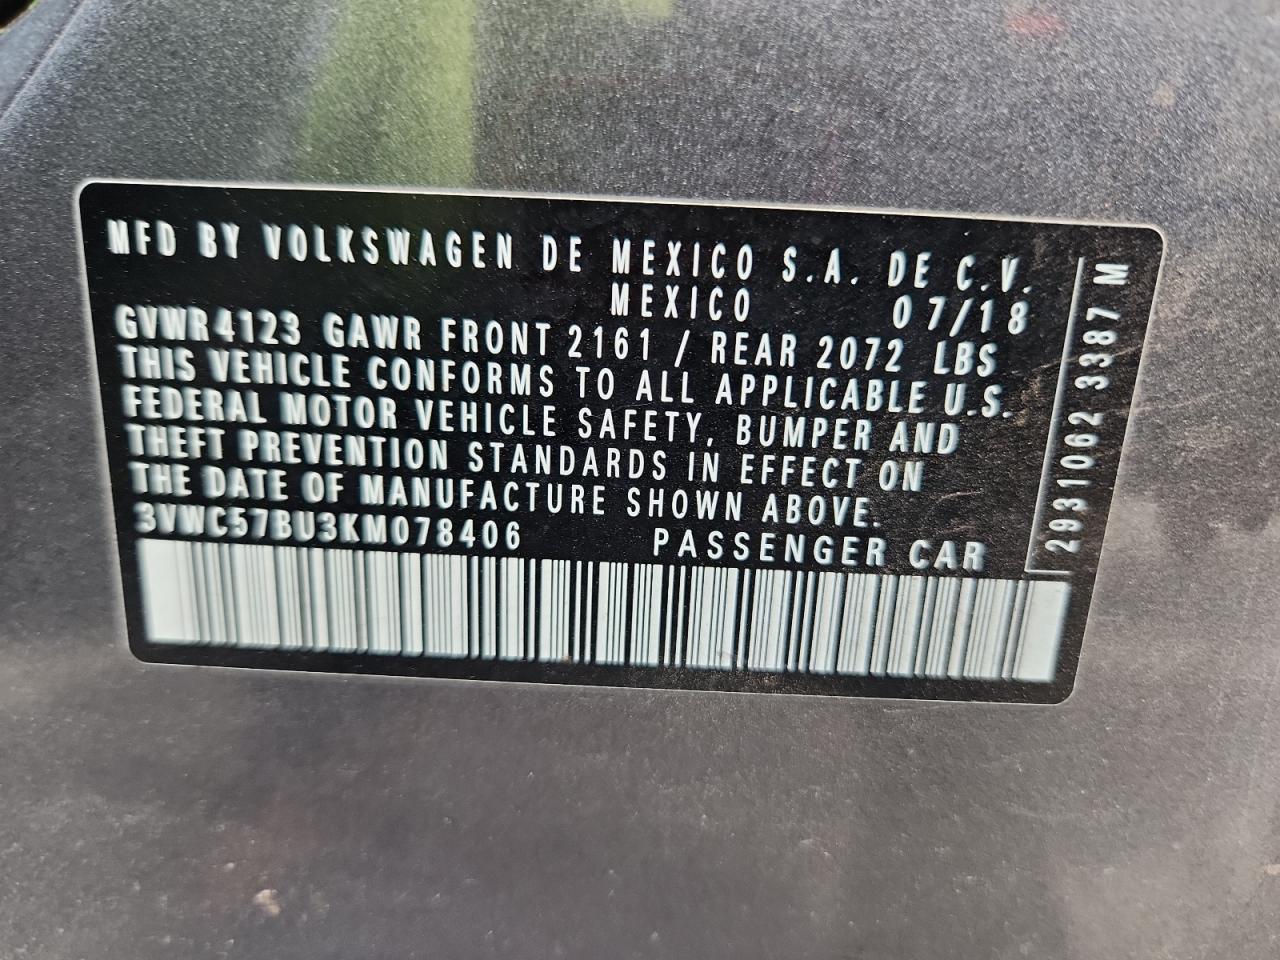 MFD BY VOLKSWAGEN DE MEXICO S.A. DE C.V.
MEXICO 07/18
GVWR4123 GAWR FRONT 2161 / REAR 2072 LBS
THIS VEHICLE CONFORMS TO ALL APPLICABLE U.S.
FEDERAL MOTOR VEHICLE SAFETY, BUMPER AND
THEFT PREVENTION STANDARDS IN EFFECT ON
THE DATE OF MANUFACTURE SHOWN ABOVE.
3VWC57BU3KM078406 PASSENGER CAR
2931062 3387 M